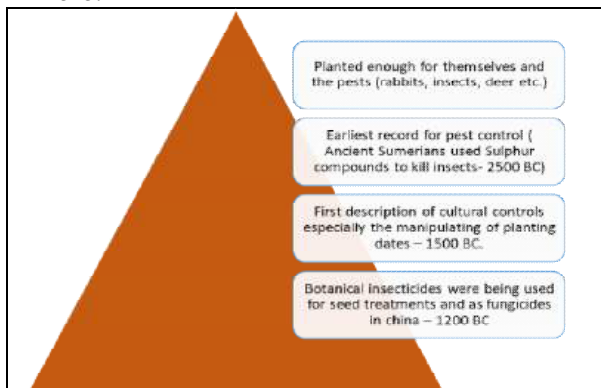 Planted enough for themselves and
the pests (rabbits, insects, deer etc.)
Earliest record for pest control (
Ancient Sumerians used Sulphur
compounds to kill insects- 2500 BC)
First description of cultural controls
especially the manipulating of planting
dates – 1500 BC.
Botanical insecticides were being used
for seed treatments and as fungicides
in china – 1200 BC